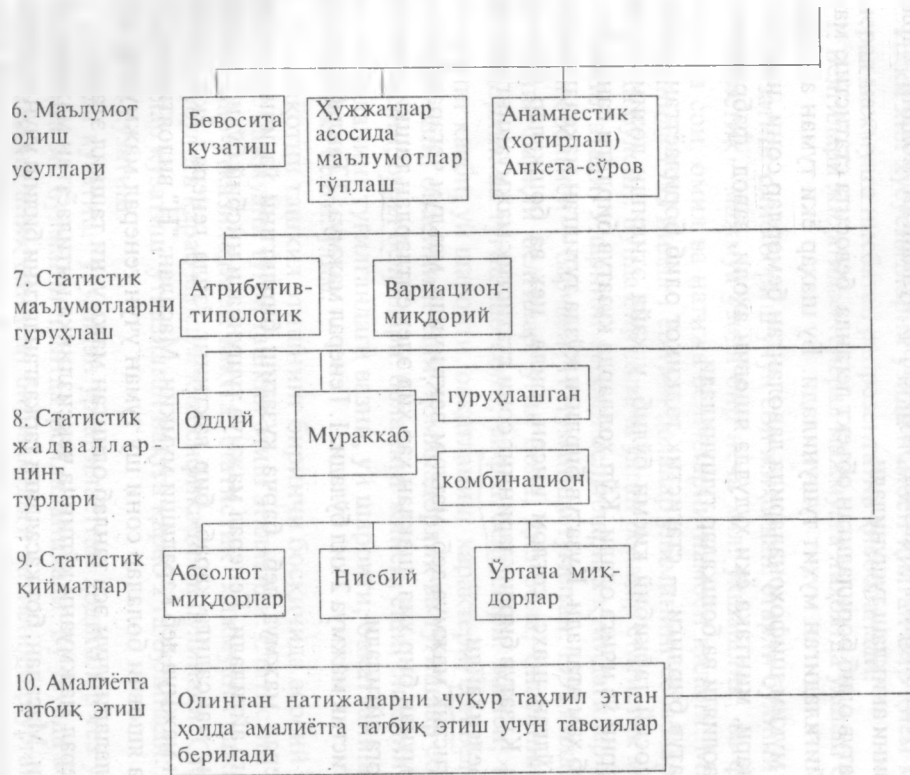 6. Маълумот
олиш
усуллари
Бевосита
кузатиш
Ҳужжатлар
асосида
маълумотлар
тўплаш
Анамнестик
(хотирлаш)
Анкета-сўров
7. Статистик
маълумотларни
гуруҳлаш
Атрибутив-
типологик
Вариацион-
миқдорий
8. Статистик
жадваллар-
нинг
турлари
Оддий
Мураккаб
гуруҳлашган
комбинацион
9. Статистик
қийматлар
Абсолют
миқдорлар
Нисбий
Ўртача миқ-
дорлар
10. Амалиётга
татбиқ этиш
Олинган натижаларни чуқур таҳлил этган
ҳолда амалиётга татбиқ этиш учун тавсиялар
берилади